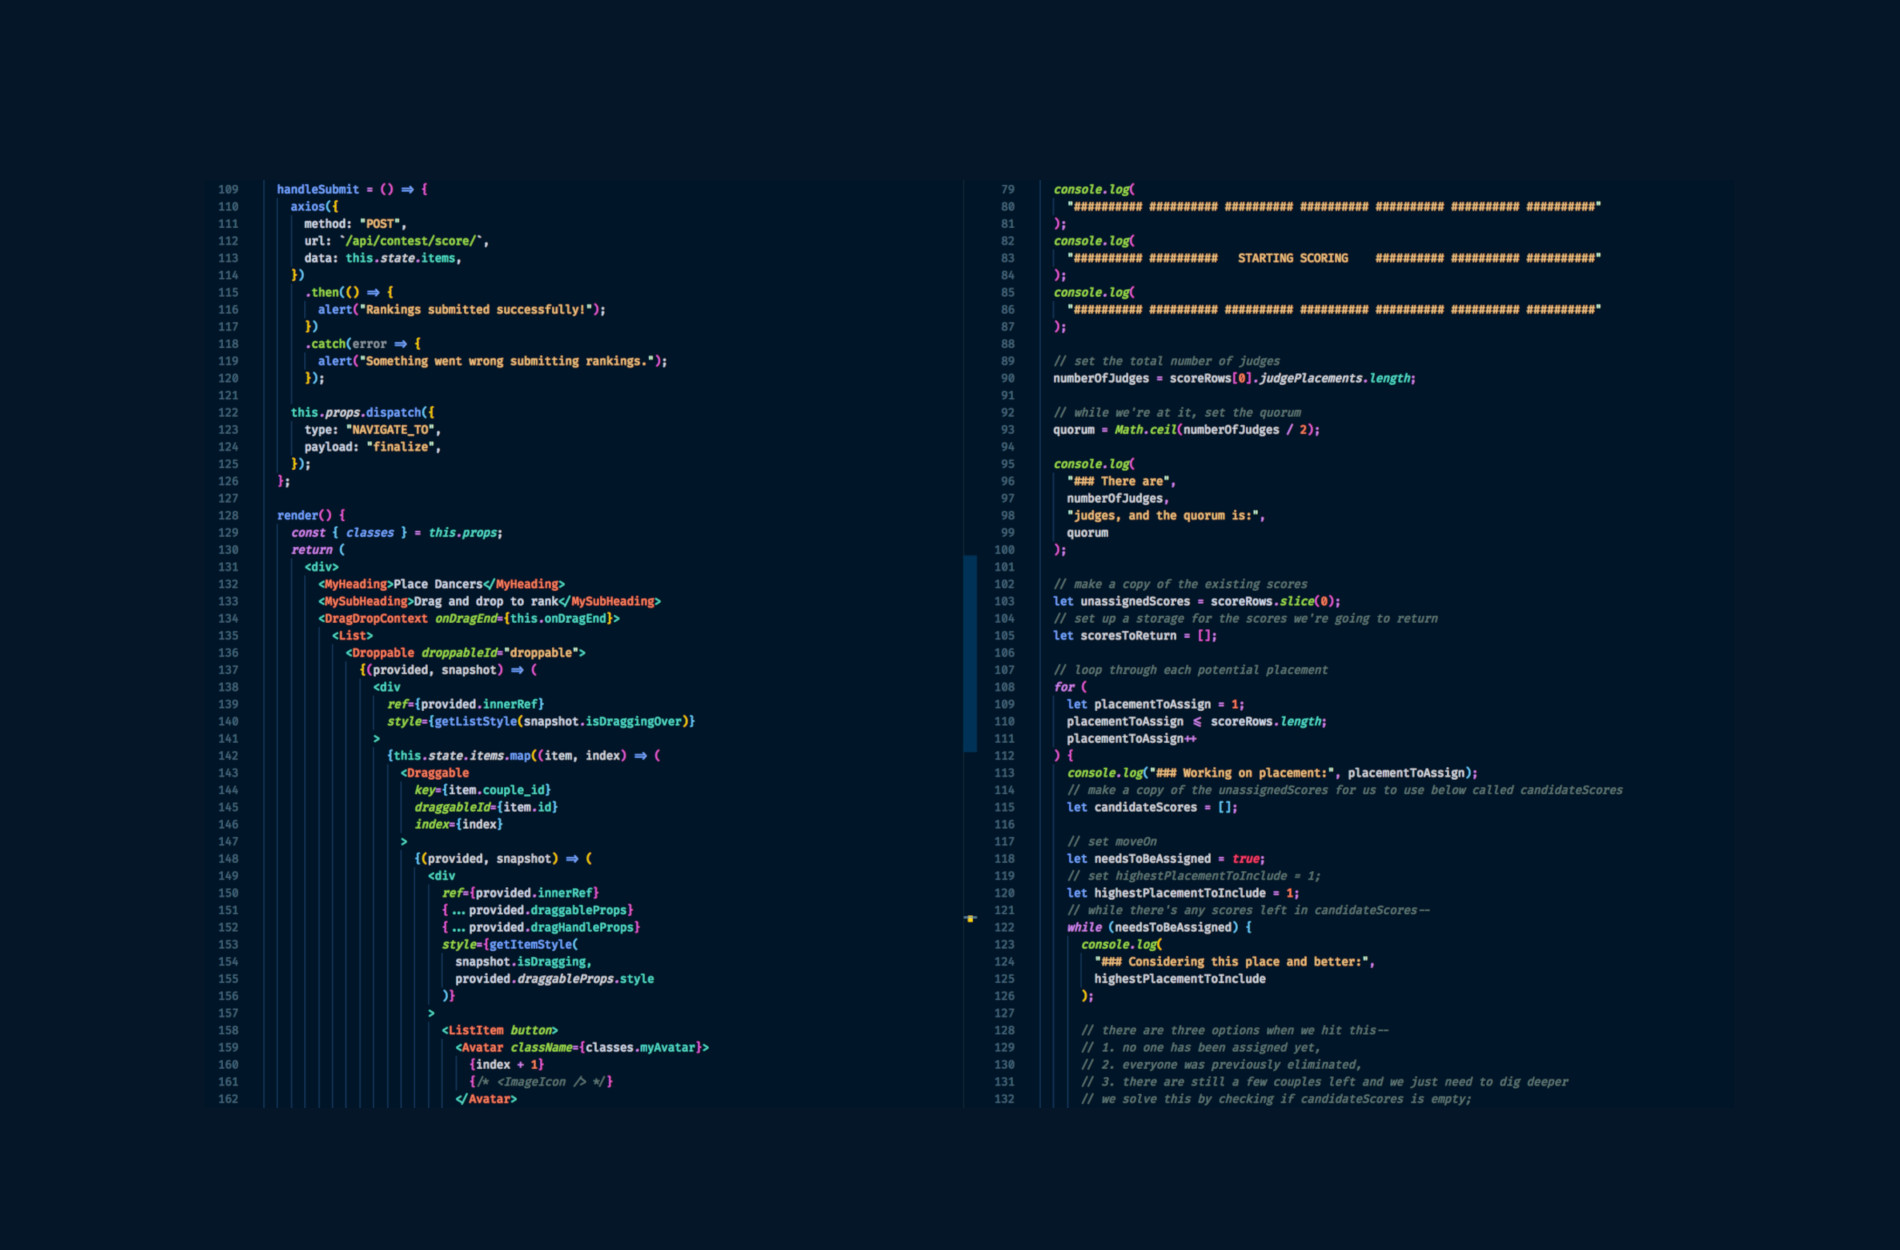 109 handleSubmit = () => {
110 axios({
111 method: "POST",
112 url: `/api/contest/score/`,
113 data: this.state.items,
114 })
115 .then(() => {
116 alert("Rankings submitted successfully!");
117 })
118 .catch(error => {
119 alert("Something went wrong submitting rankings.");
120 });
121
122 this.props.dispatch({
123 type: "NAVIGATE_TO",
124 payload: "finalize",
125 });
126 };
127
128 render() {
129 const { classes } = this.props;
130 return (
131 <div>
132 <MyHeading>Place Dancers</MyHeading>
133 <MySubHeading>Drag and drop to rank</MySubHeading>
134 <DragDropContext onDragEnd={this.onDragEnd}>
135 <List>
136 <Droppable droppableId="droppable">
137 {(provided, snapshot) => (
138 <div
139 ref={provided.innerRef}
140 style={getListStyle(snapshot.isDraggingOver)}
141 >
142 {this.state.items.map((item, index) => (
143 <Draggable
144 key={item.couple_id}
145 draggableId={item.id}
146 index={index}
147 >
148 {(provided, snapshot) => (
149 <div
150 ref={provided.innerRef}
151 {...provided.draggableProps}
152 {...provided.dragHandleProps}
153 style={getItemStyle(
154 snapshot.isDragging,
155 provided.draggableProps.style
156 )}
157 >
158 <ListItem button>
159 <Avatar className={classes.myAvatar}>
160 {index + 1}
161 {/* <ImageIcon /> */}
162 </Avatar>
79 console.log(
80 "########## ########## ########## ########## ########## ########## ##########"
81 );
82 console.log(
83 "########## ########## STARTING SCORING ########## ########## ##########"
84 );
85 console.log(
86 "########## ########## ########## ########## ########## ########## ##########"
87 );
88
89 // set the total number of judges
90 numberOfJudges = scoreRows[0].judgePlacements.length;
91
92 // while we're at it, set the quorum
93 quorum = Math.ceil(numberOfJudges / 2);
94
95 console.log(
96 "### There are",
97 numberOfJudges,
98 "judges, and the quorum is:",
99 quorum
100 );
101
102 // make a copy of the existing scores
103 let unassignedScores = scoreRows.slice(0);
104 // set up a storage for the scores we're going to return
105 let scoresToReturn = [];
106
107 // loop through each potential placement
108 for (
109 let placementToAssign = 1;
110 placementToAssign <= scoreRows.length;
111 placementToAssign++
112 ) {
113 console.log("### Working on placement:", placementToAssign);
114 // make a copy of the unassignedScores for us to use below called candidateScores
115 let candidateScores = [];
116
117 // set moveOn
118 let needsToBeAssigned = true;
119 // set highestPlacementToInclude = 1;
120 let highestPlacementToInclude = 1;
121 // while there's any scores left in candidateScores--
122 while (needsToBeAssigned) {
123 console.log(
124 "### Considering this place and better:",
125 highestPlacementToInclude
126 );
127
128 // there are three options when we hit this--
129 // 1. no one has been assigned yet,
130 // 2. everyone was previously eliminated,
131 // 3. there are still a few couples left and we just need to dig deeper
132 // we solve this by checking if candidateScores is empty;